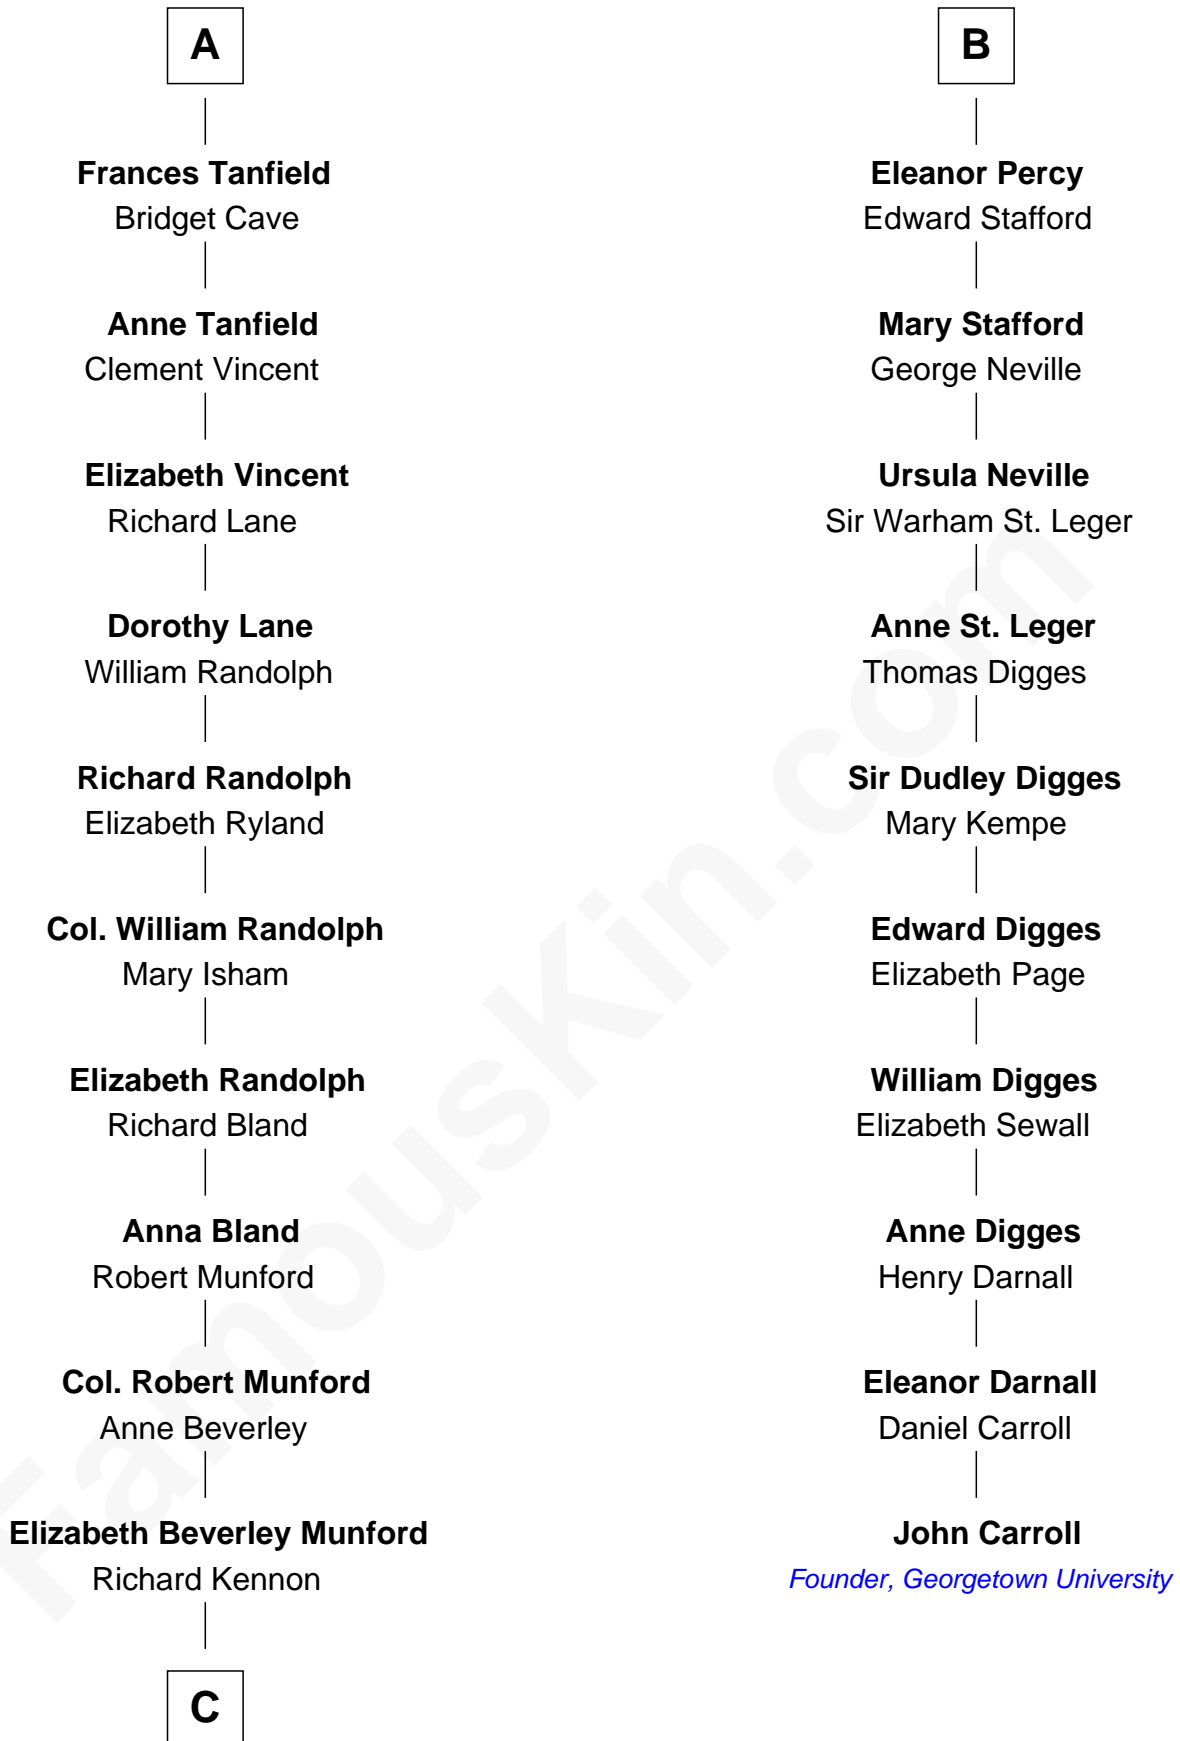 A
Frances Tanfield
Bridget Cave
Anne Tanfield
Clement Vincent
Elizabeth Vincent
Richard Lane
Dorothy Lane
William Randolph
Richard Randolph
Elizabeth Ryland
Col. William Randolph
Mary Isham
Elizabeth Randolph
Richard Bland
Anna Bland
Robert Munford
Col. Robert Munford
Anne Beverley
Elizabeth Beverley Munford
Richard Kennon
C
B
Eleanor Percy
Edward Stafford
Mary Stafford
George Neville
Ursula Neville
Sir Warham St. Leger
Anne St. Leger
Thomas Digges
Sir Dudley Digges
Mary Kempe
Edward Digges
Elizabeth Page
William Digges
Elizabeth Sewall
Anne Digges
Henry Darnall
Eleanor Darnall
Daniel Carroll
John Carroll
Founder, Georgetown University
FamousKin.com